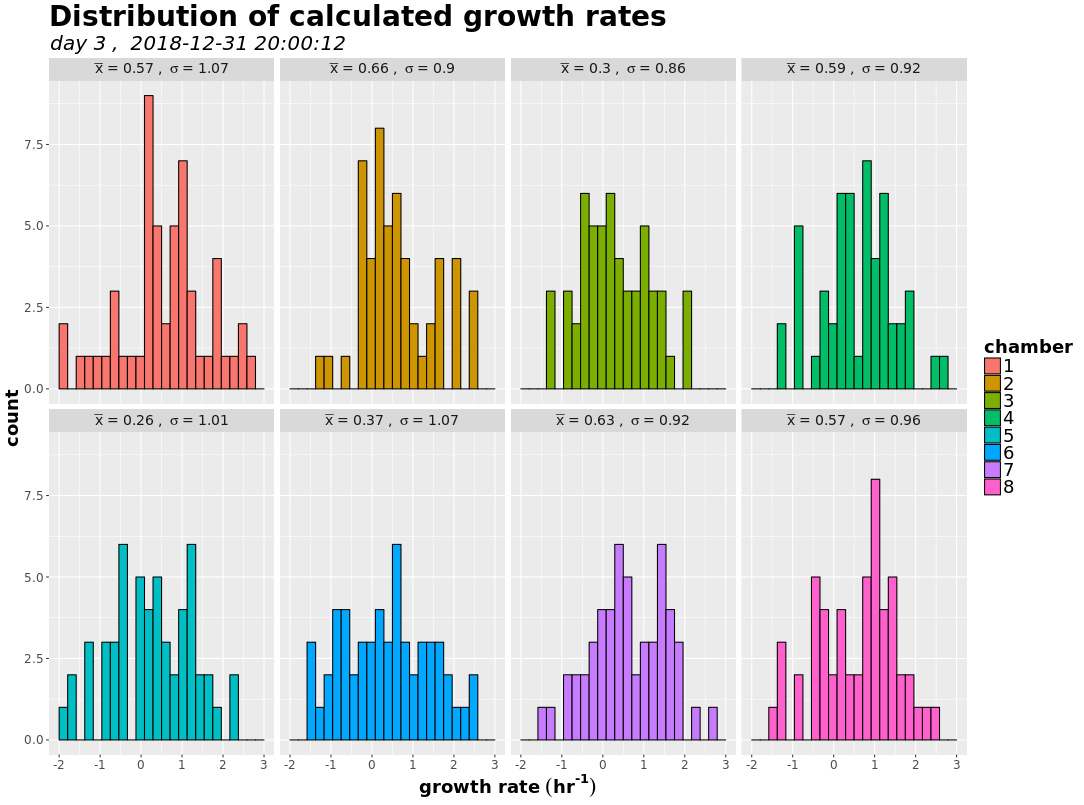 Distribution of calculated growth rates
day 3 , 2018-12-31 20:00:12
x̅ = 0.57 , σ = 1.07
x̅ = 0.66 , σ = 0.9
x̅ = 0.3 , σ = 0.86
x̅ = 0.59 , σ = 0.92
7.5
5.0
2.5
0.0
x̅ = 0.26 , σ = 1.01
x̅ = 0.37 , σ = 1.07
x̅ = 0.63 , σ = 0.92
x̅ = 0.57 , σ = 0.96
7.5
5.0
2.5
0.0
-2 -1 0 1 2 3
-2 -1 0 1 2 3
-2 -1 0 1 2 3
-2 -1 0 1 2 3
count
growth rate (hr⁻¹)
chamber
1
2
3
4
5
6
7
8